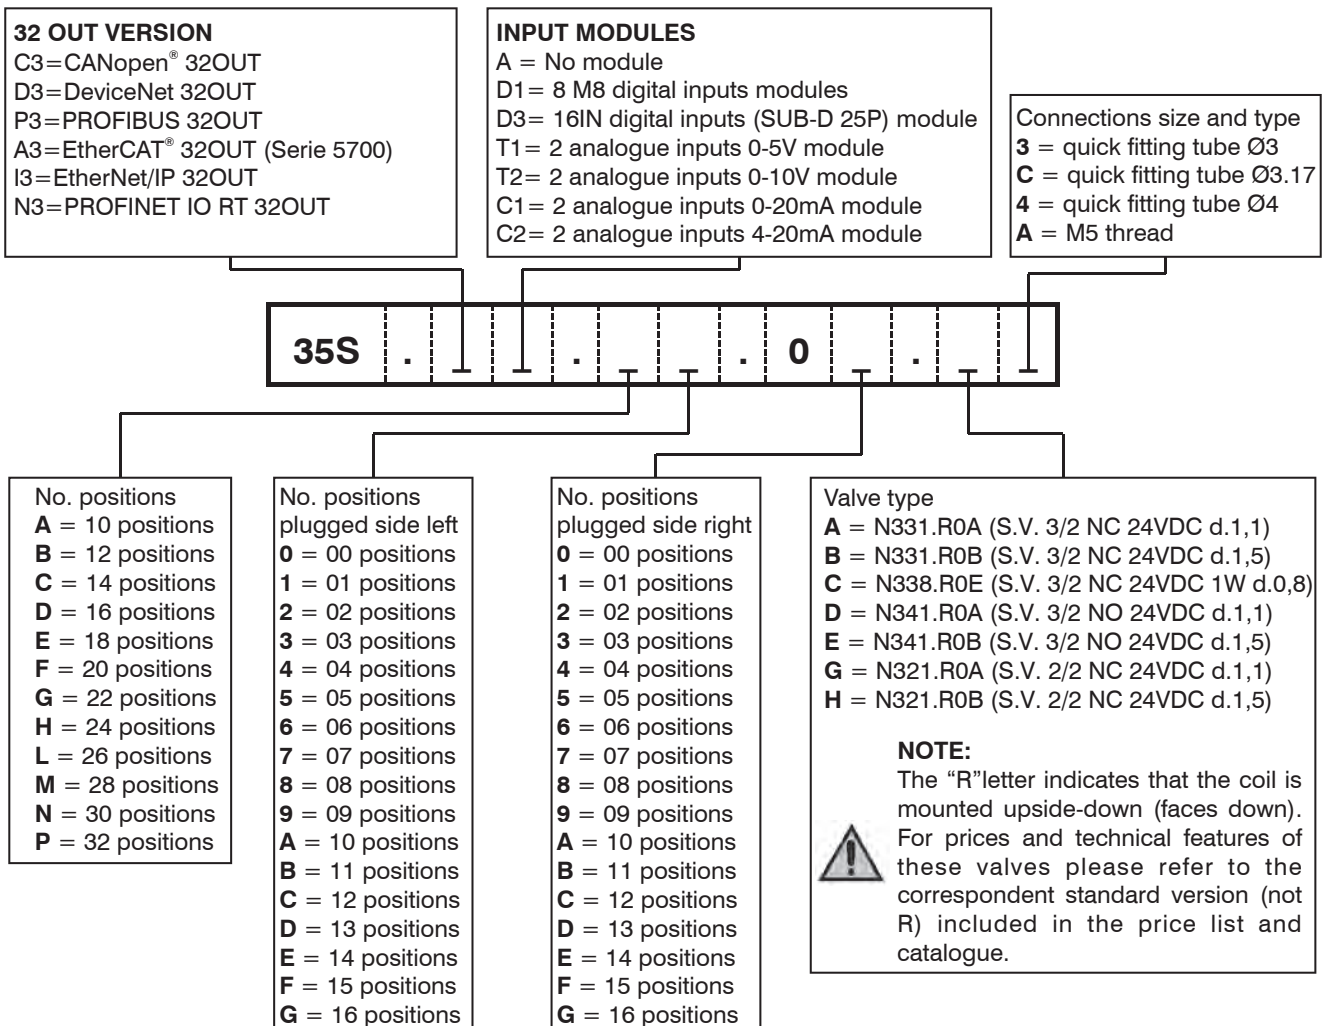 32 OUT VERSION
C3=CANopen® 32OUT
D3=DeviceNet 32OUT
P3=PROFIBUS 32OUT
A3=EtherCAT® 32OUT (Serie 5700)
I3=EtherNet/IP 32OUT
N3=PROFINET IO RT 32OUT
INPUT MODULES
A = No module
D1= 8 M8 digital inputs modules
D3= 16IN digital inputs (SUB-D 25P) module
T1= 2 analogue inputs 0-5V module
T2= 2 analogue inputs 0-10V module
C1= 2 analogue inputs 0-20mA module
C2= 2 analogue inputs 4-20mA module
Connections size and type
3 = quick fitting tube Ø3
C = quick fitting tube Ø3.17
4 = quick fitting tube Ø4
A = M5 thread
35S . . . 0 .
No. positions
A = 10 positions
B = 12 positions
C = 14 positions
D = 16 positions
E = 18 positions
F = 20 positions
G = 22 positions
H = 24 positions
L = 26 positions
M = 28 positions
N = 30 positions
P = 32 positions
No. positions
plugged side left
0 = 00 positions
1 = 01 positions
2 = 02 positions
3 = 03 positions
4 = 04 positions
5 = 05 positions
6 = 06 positions
7 = 07 positions
8 = 08 positions
9 = 09 positions
A = 10 positions
B = 11 positions
C = 12 positions
D = 13 positions
E = 14 positions
F = 15 positions
G = 16 positions
No. positions
plugged side right
0 = 00 positions
1 = 01 positions
2 = 02 positions
3 = 03 positions
4 = 04 positions
5 = 05 positions
6 = 06 positions
7 = 07 positions
8 = 08 positions
9 = 09 positions
A = 10 positions
B = 11 positions
C = 12 positions
D = 13 positions
E = 14 positions
F = 15 positions
G = 16 positions
Valve type
A = N331.R0A (S.V. 3/2 NC 24VDC d.1,1)
B = N331.R0B (S.V. 3/2 NC 24VDC d.1,5)
C = N338.R0E (S.V. 3/2 NC 24VDC 1W d.0,8)
D = N341.R0A (S.V. 3/2 NO 24VDC d.1,1)
E = N341.R0B (S.V. 3/2 NO 24VDC d.1,5)
G = N321.R0A (S.V. 2/2 NC 24VDC d.1,1)
H = N321.R0B (S.V. 2/2 NC 24VDC d.1,5)
NOTE:
The “R”letter indicates that the coil is
mounted upside-down (faces down).
For prices and technical features of
these valves please refer to the
correspondent standard version (not
R) included in the price list and
catalogue.